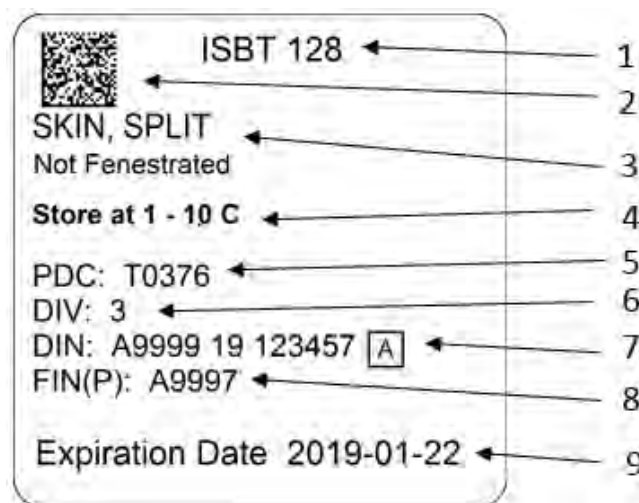 ISBT 128 1
2
SKIN, SPLIT
Not Fenestrated 3
Store at 1 - 10 C 4
PDC: T0376 5
DIV: 3 6
DIN: A9999 19 123457 A 7
FIN(P): A9997 8
Expiration Date 2019-01-22 9